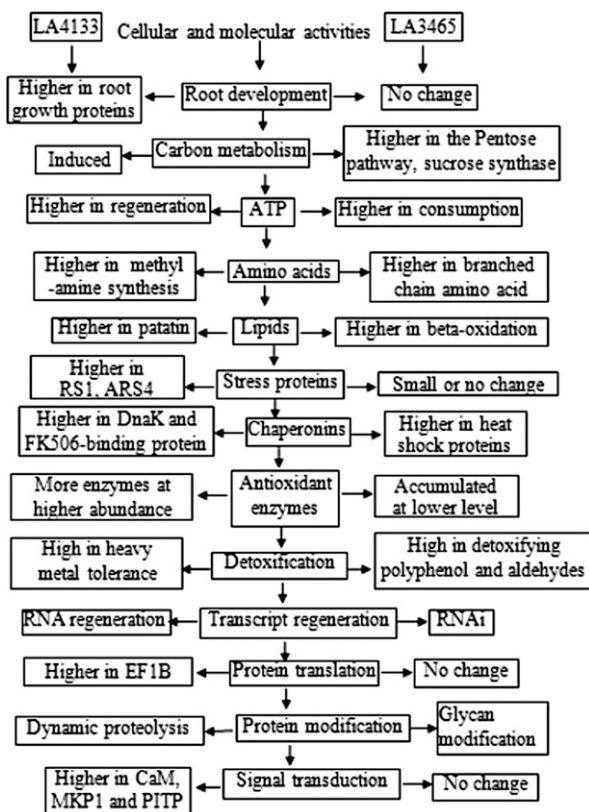 LA4133
Cellular and molecular activities
LA3465
Higher in root
growth proteins
Root development
No change
Induced
Carbon metabolism
Higher in the Pentose
pathway, sucrose synthase
Higher in regeneration
ATP
Higher in consumption
Higher in methyl
-amine synthesis
Amino acids
Higher in branched
chain amino acid
Higher in patatin
Lipids
Higher in beta-oxidation
Higher in
RS1, ARS4
Stress proteins
Small or no change
Higher in DnaK and
FK506-binding protein
Chaperonins
Higher in heat
shock proteins
More enzymes at
higher abundance
Antioxidant
enzymes
Accumulated
at lower level
High in heavy
metal tolerance
Detoxification
High in detoxifying
polyphenol and aldehydes
RNA regeneration
Transcript regeneration
RNAi
Higher in EF1B
Protein translation
No change
Dynamic proteolysis
Protein modification
Glycan
modification
Higher in CaM,
MKP1 and PITP
Signal transduction
No change